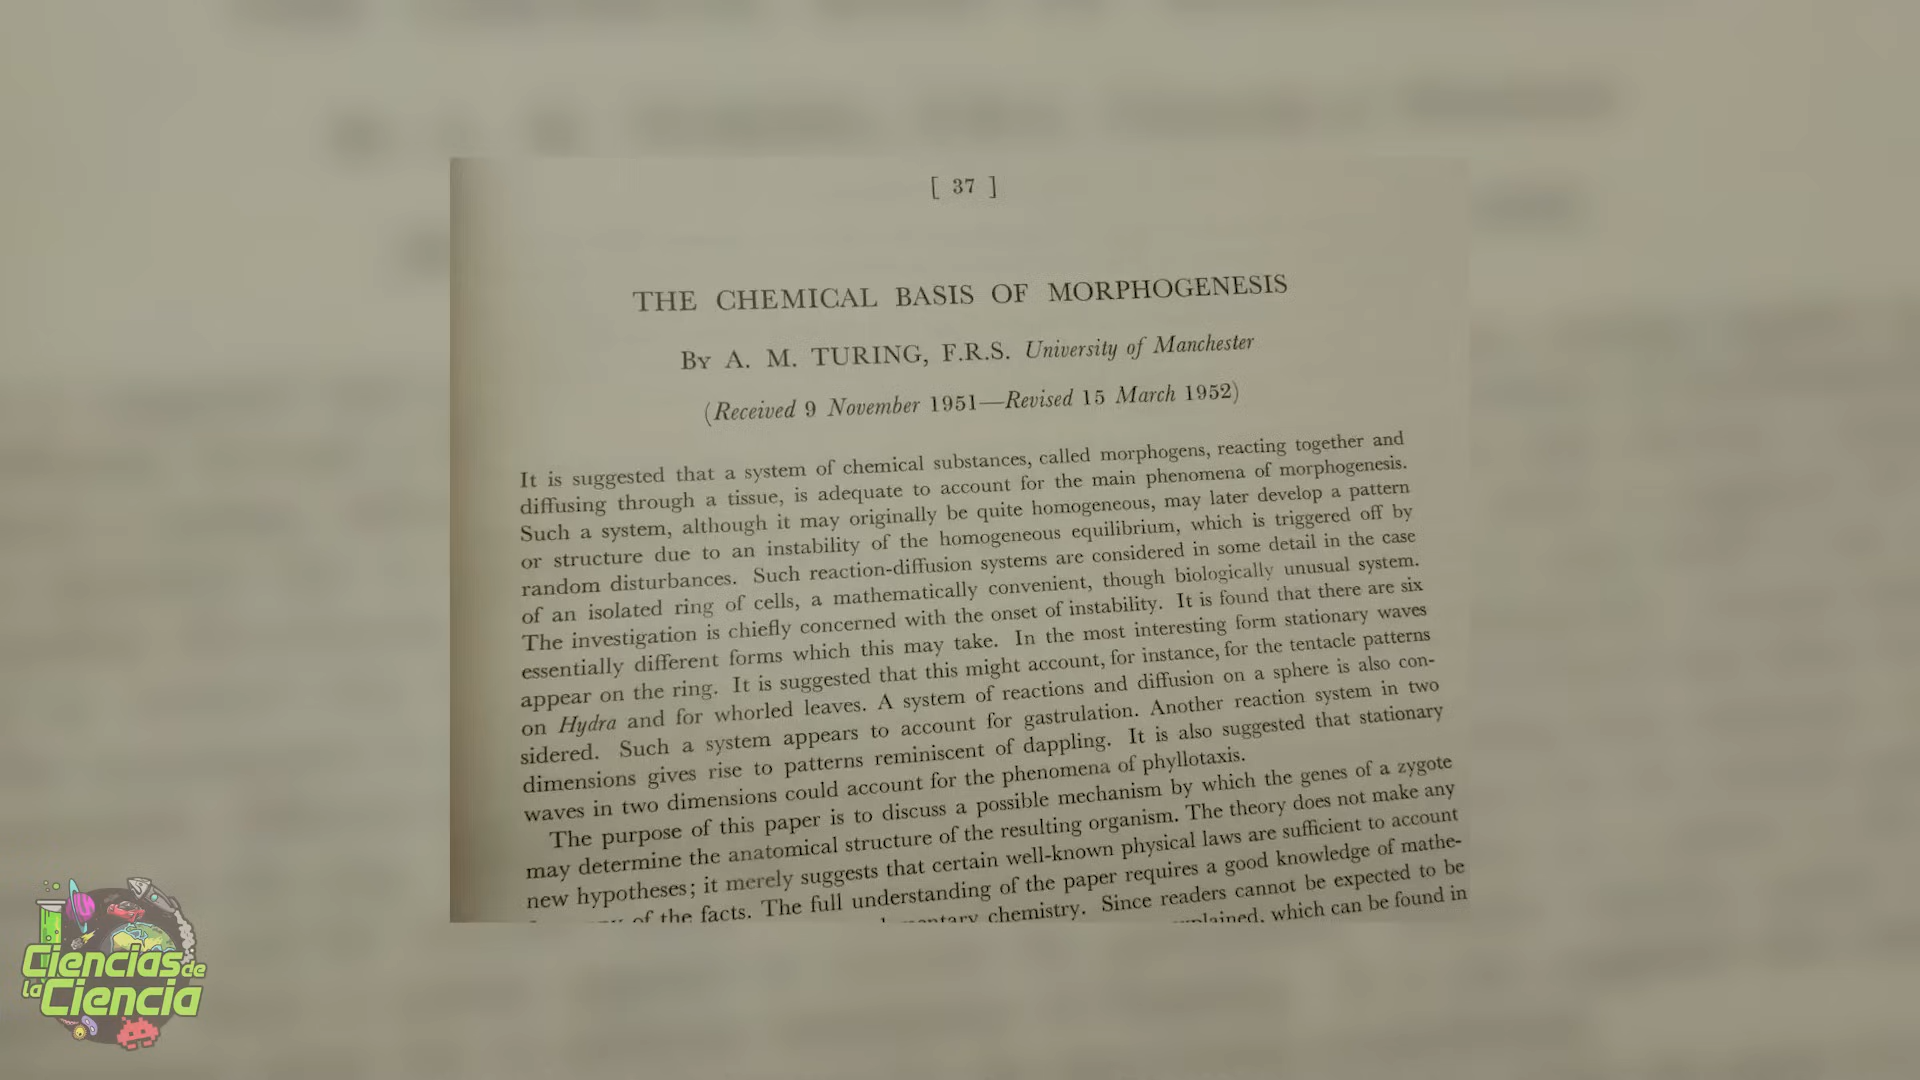 [ 37 ]
THE CHEMICAL BASIS OF MORPHOGENESIS
By A. M. TURING, F.R.S. University of Manchester
(Received 9 November 1951—Revised 15 March 1952)
It is suggested that a system of chemical substances, called morphogens, reacting together and
diffusing through a tissue, is adequate to account for the main phenomena of morphogenesis.
Such a system, although it may originally be quite homogeneous, may later develop a pattern
or structure due to an instability of the homogeneous equilibrium, which is triggered off by
random disturbances. Such reaction-diffusion systems are considered in some detail in the case
of an isolated ring of cells, a mathematically convenient, though biologically unusual system.
The investigation is chiefly concerned with the onset of instability. It is found that there are six
essentially different forms which this may take. In the most interesting form stationary waves
appear on the ring. It is suggested that this might account, for instance, for the tentacle patterns
on Hydra and for whorled leaves. A system of reactions and diffusion on a sphere is also con-
sidered. Such a system appears to account for gastrulation. Another reaction system in two
dimensions gives rise to patterns reminiscent of dappling. It is also suggested that stationary
waves in two dimensions could account for the phenomena of phyllotaxis.
The purpose of this paper is to discuss a possible mechanism by which the genes of a zygote
may determine the anatomical structure of the resulting organism. The theory does not make any
new hypotheses; it merely suggests that certain well-known physical laws are sufficient to account
of the facts. The full understanding of the paper requires a good knowledge of mathe-
chemistry. Since readers cannot be expected to be
which can be found in
Ciencias de
la Ciencia